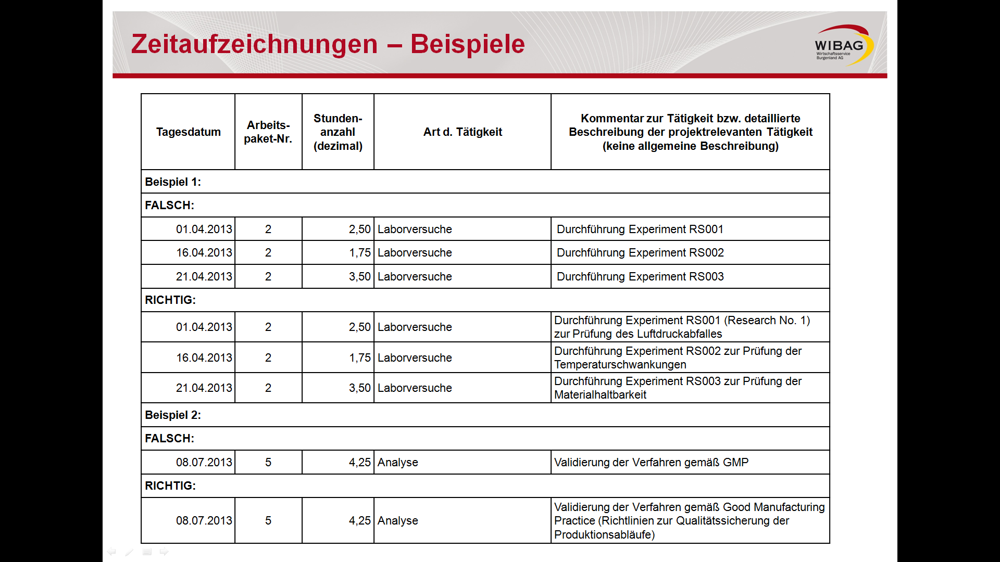 Zeitaufzeichnungen – Beispiele
WIBAG
Wirtschaftsservice
Burgenland AG
Tagesdatum
Arbeits-
paket-Nr.
Stunden-
anzahl
(dezimal)
Art d. Tätigkeit
Kommentar zur Tätigkeit bzw. detaillierte
Beschreibung der projektrelevanten Tätigkeit
(keine allgemeine Beschreibung)
Beispiel 1:
FALSCH:
01.04.2013 2 2,50 Laborversuche Durchführung Experiment RS001
16.04.2013 2 1,75 Laborversuche Durchführung Experiment RS002
21.04.2013 2 3,50 Laborversuche Durchführung Experiment RS003
RICHTIG:
01.04.2013 2 2,50 Laborversuche Durchführung Experiment RS001 (Research No. 1)
zur Prüfung des Luftdruckabfalles
16.04.2013 2 1,75 Laborversuche Durchführung Experiment RS002 zur Prüfung der
Temperaturschwankungen
21.04.2013 2 3,50 Laborversuche Durchführung Experiment RS003 zur Prüfung der
Materialhaltbarkeit
Beispiel 2:
FALSCH:
08.07.2013 5 4,25 Analyse Validierung der Verfahren gemäß GMP
RICHTIG:
08.07.2013 5 4,25 Analyse Validierung der Verfahren gemäß Good Manufacturing
Practice (Richtlinien zur Qualitätssicherung der
Produktionsabläufe)